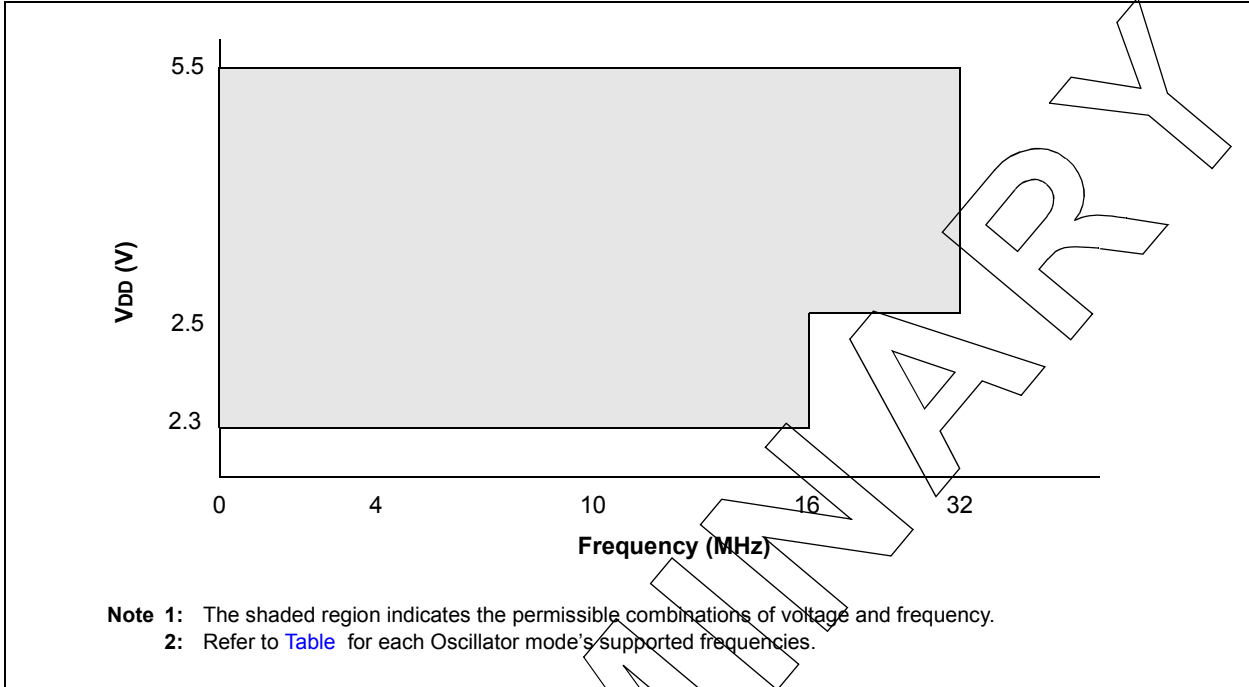 5.5
VDD (V)
2.5
2.3
0 4 10 16 32
Frequency (MHz)
Note 1: The shaded region indicates the permissible combinations of voltage and frequency.
2: Refer to Table for each Oscillator mode's supported frequencies.
INARY